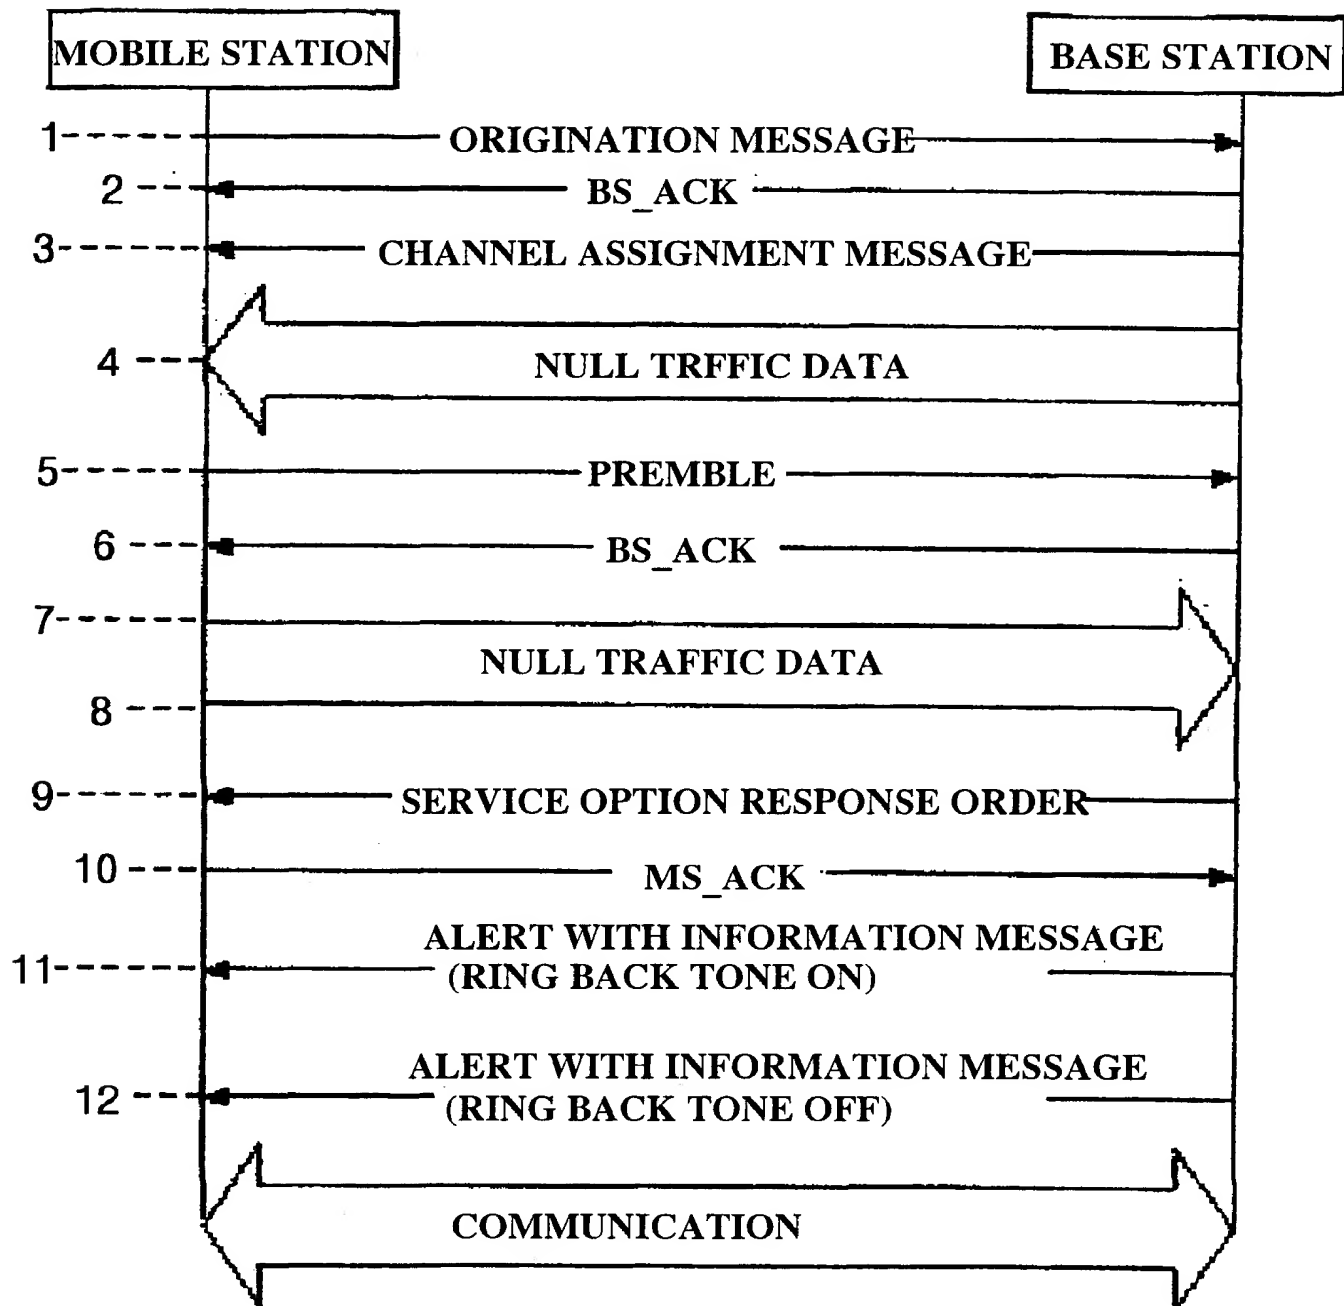 MOBILE STATION
BASE STATION
1 ORIGINATION MESSAGE
2 BS_ACK
3 CHANNEL ASSIGNMENT MESSAGE
4 NULL TRFFIC DATA
5 PREMBLE
6 BS_ACK
7
NULL TRAFFIC DATA
8
9 SERVICE OPTION RESPONSE ORDER
10 MS_ACK
ALERT WITH INFORMATION MESSAGE
11 (RING BACK TONE ON)
ALERT WITH INFORMATION MESSAGE
12 (RING BACK TONE OFF)
COMMUNICATION